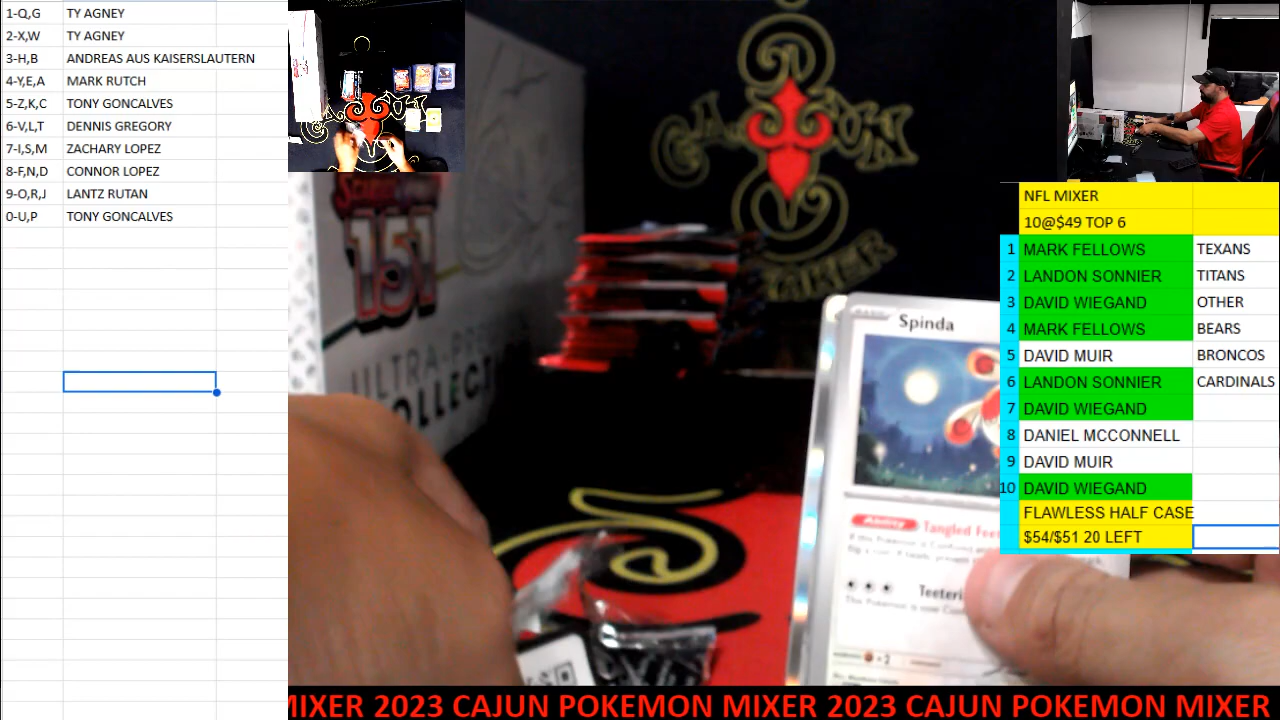 1-Q,G TY AGNEY
2-X,W TY AGNEY
3-H,B ANDREAS AUS KAISERSLAUTERN
4-Y,E,A MARK RUTCH
5-Z,K,C TONY GONCALVES
6-V,L,T DENNIS GREGORY
7-I,S,M ZACHARY LOPEZ
8-F,N,D CONNOR LOPEZ
9-O,R,J LANTZ RUTAN
0-U,P TONY GONCALVES
151
Spinda
Ability Tangled Fee
Teeteri
NFL MIXER
10@$49 TOP 6
1 MARK FELLOWS TEXANS
2 LANDON SONNIER TITANS
3 DAVID WIEGAND OTHER
4 MARK FELLOWS BEARS
5 DAVID MUIR BRONCOS
6 LANDON SONNIER CARDINALS
7 DAVID WIEGAND
8 DANIEL MCCONNELL
9 DAVID MUIR
10 DAVID WIEGAND
FLAWLESS HALF CASE
$54/$51 20 LEFT
MIXER 2023 CAJUN POKEMON MIXER 2023 CAJUN POKEMON MIXER